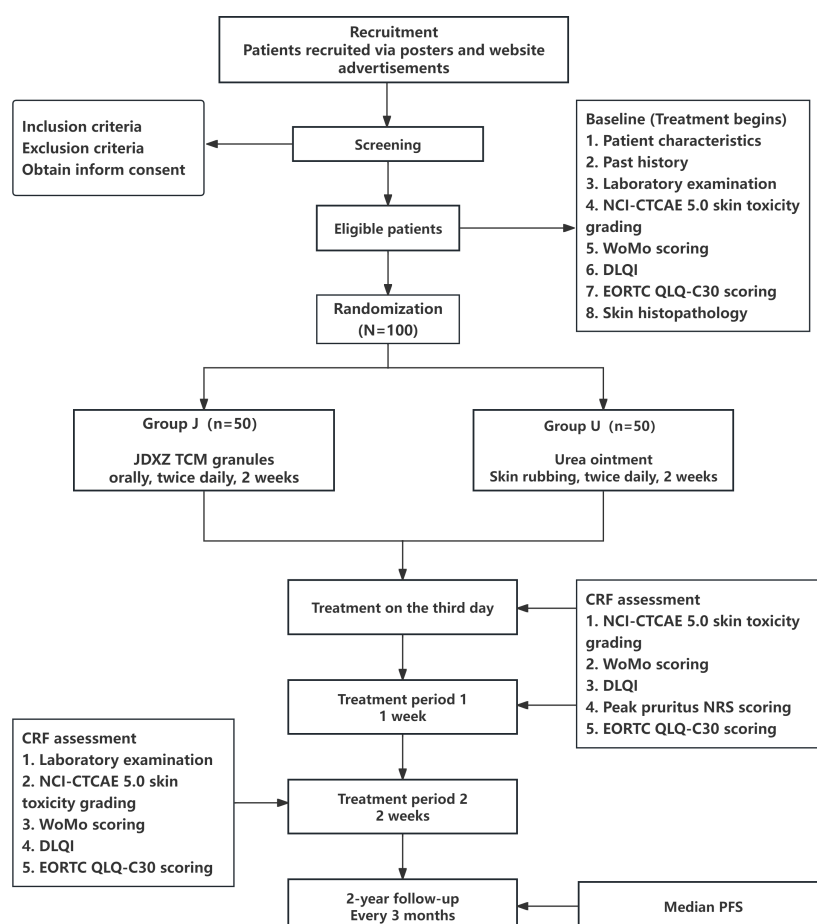 Recruitment
Patients recruited via posters and website
advertisements
Inclusion criteria
Exclusion criteria
Obtain inform consent
Screening
Baseline (Treatment begins)
1. Patient characteristics
2. Past history
3. Laboratory examination
4. NCI-CTCAE 5.0 skin toxicity
grading
5. WoMo scoring
6. DLQI
7. EORTC QLQ-C30 scoring
8. Skin histopathology
Eligible patients
Randomization
(N=100)
Group J (n=50)
JDXZ TCM granules
orally, twice daily, 2 weeks
Group U (n=50)
Urea ointment
Skin rubbing, twice daily, 2 weeks
Treatment on the third day
CRF assessment
1. NCI-CTCAE 5.0 skin toxicity
grading
2. WoMo scoring
3. DLQI
4. Peak pruritus NRS scoring
5. EORTC QLQ-C30 scoring
Treatment period 1
1 week
CRF assessment
1. Laboratory examination
2. NCI-CTCAE 5.0 skin
toxicity grading
3. WoMo scoring
4. DLQI
5. EORTC QLQ-C30 scoring
Treatment period 2
2 weeks
2-year follow-up
Every 3 months
Median PFS